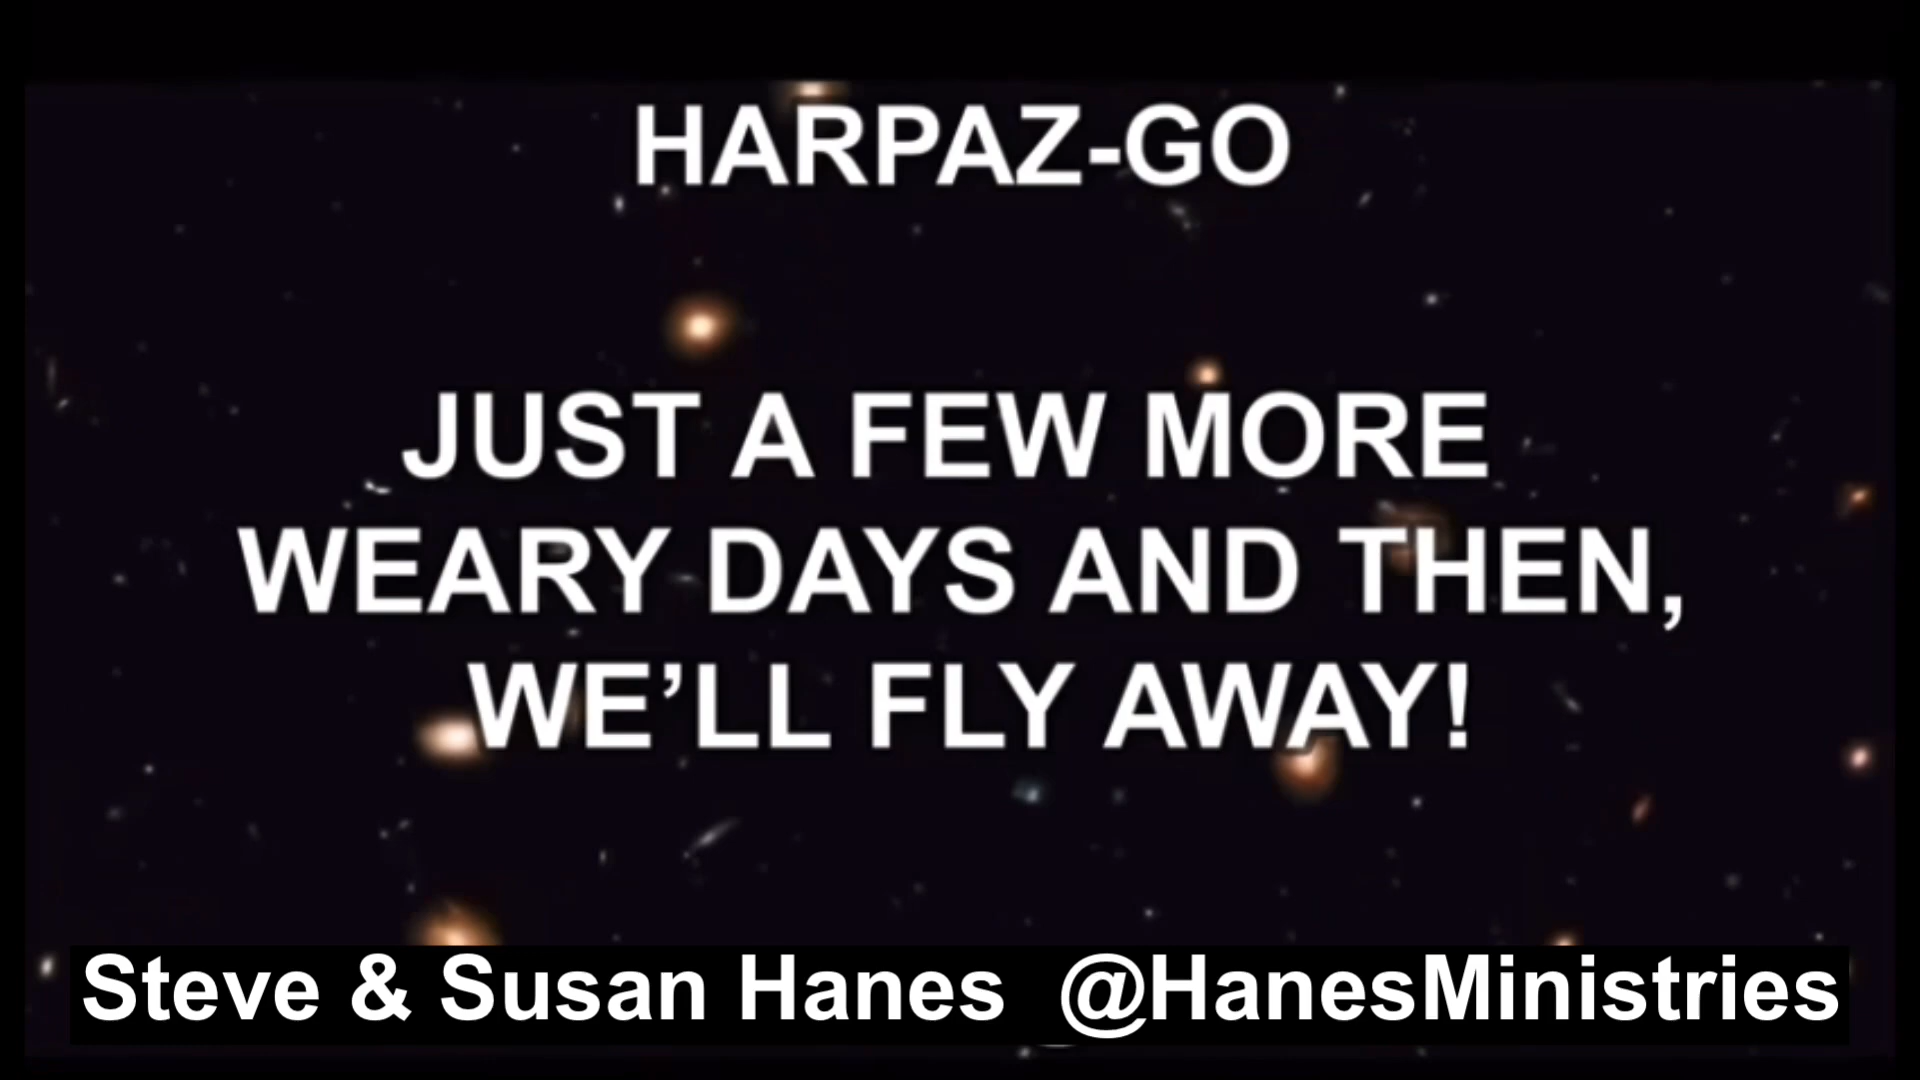 HARPAZ-GO
JUST A FEW MORE
WEARY DAYS AND THEN,
WE’LL FLY AWAY!
Steve & Susan Hanes @HanesMinistries